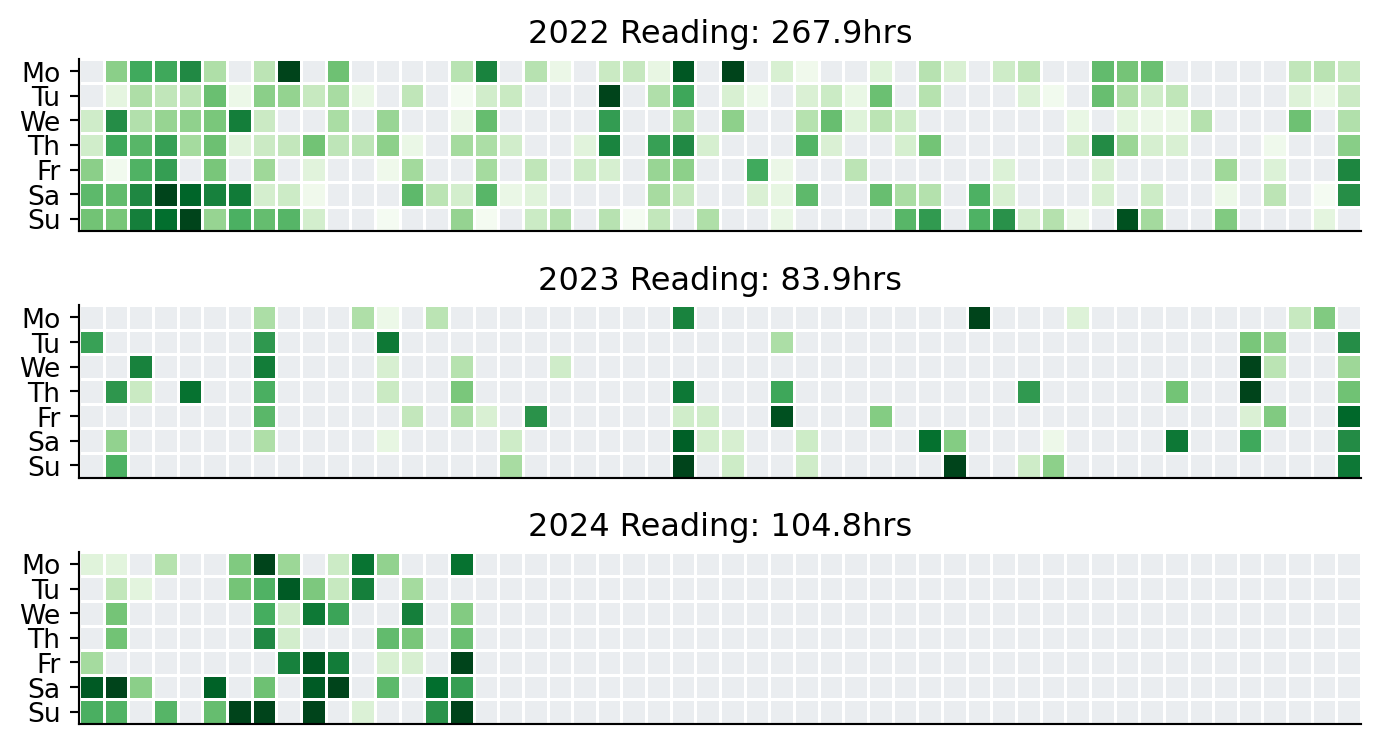 2022 Reading: 267.9hrs
Mo
Tu
We
Th
Fr
Sa
Su
2023 Reading: 83.9hrs
Mo
Tu
We
Th
Fr
Sa
Su
2024 Reading: 104.8hrs
Mo
Tu
We
Th
Fr
Sa
Su